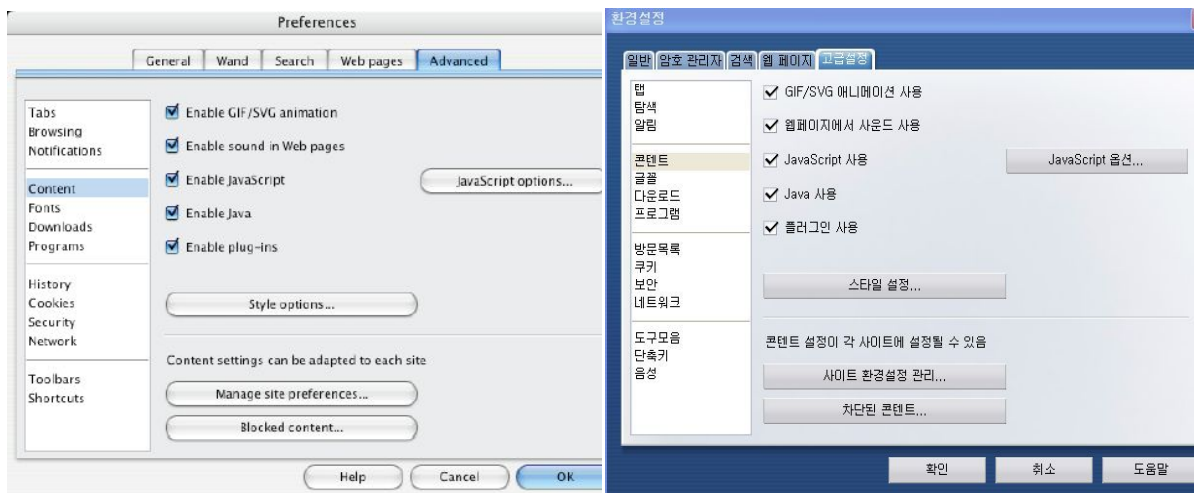 Preferences
General Wand Search Web pages Advanced
Tabs
Browsing
Notifications
Content
Fonts
Downloads
Programs
History
Cookies
Security
Network
Toolbars
Shortcuts
Enable GIF/SVG animation
Enable sound in Web pages
Enable JavaScript JavaScript options...
Enable Java
Enable plug-ins
Style options...
Content settings can be adapted to each site
Manage site preferences...
Blocked content...
Help Cancel OK
환경설정
일반 암호 관리자 검색 웹 페이지 고급설정
탭
탐색
알림
콘텐트
글꼴
다운로드
프로그램
방문목록
쿠키
보안
네트워크
도구모음
단축키
음성
GIF/SVG 애니메이션 사용
웹페이지에서 사운드 사용
JavaScript 사용 JavaScript 옵션...
Java 사용
플러그인 사용
스타일 설정...
콘텐트 설정이 각 사이트에 설정될 수 있음
사이트 환경설정 관리...
차단된 콘텐트...
확인 취소 도움말